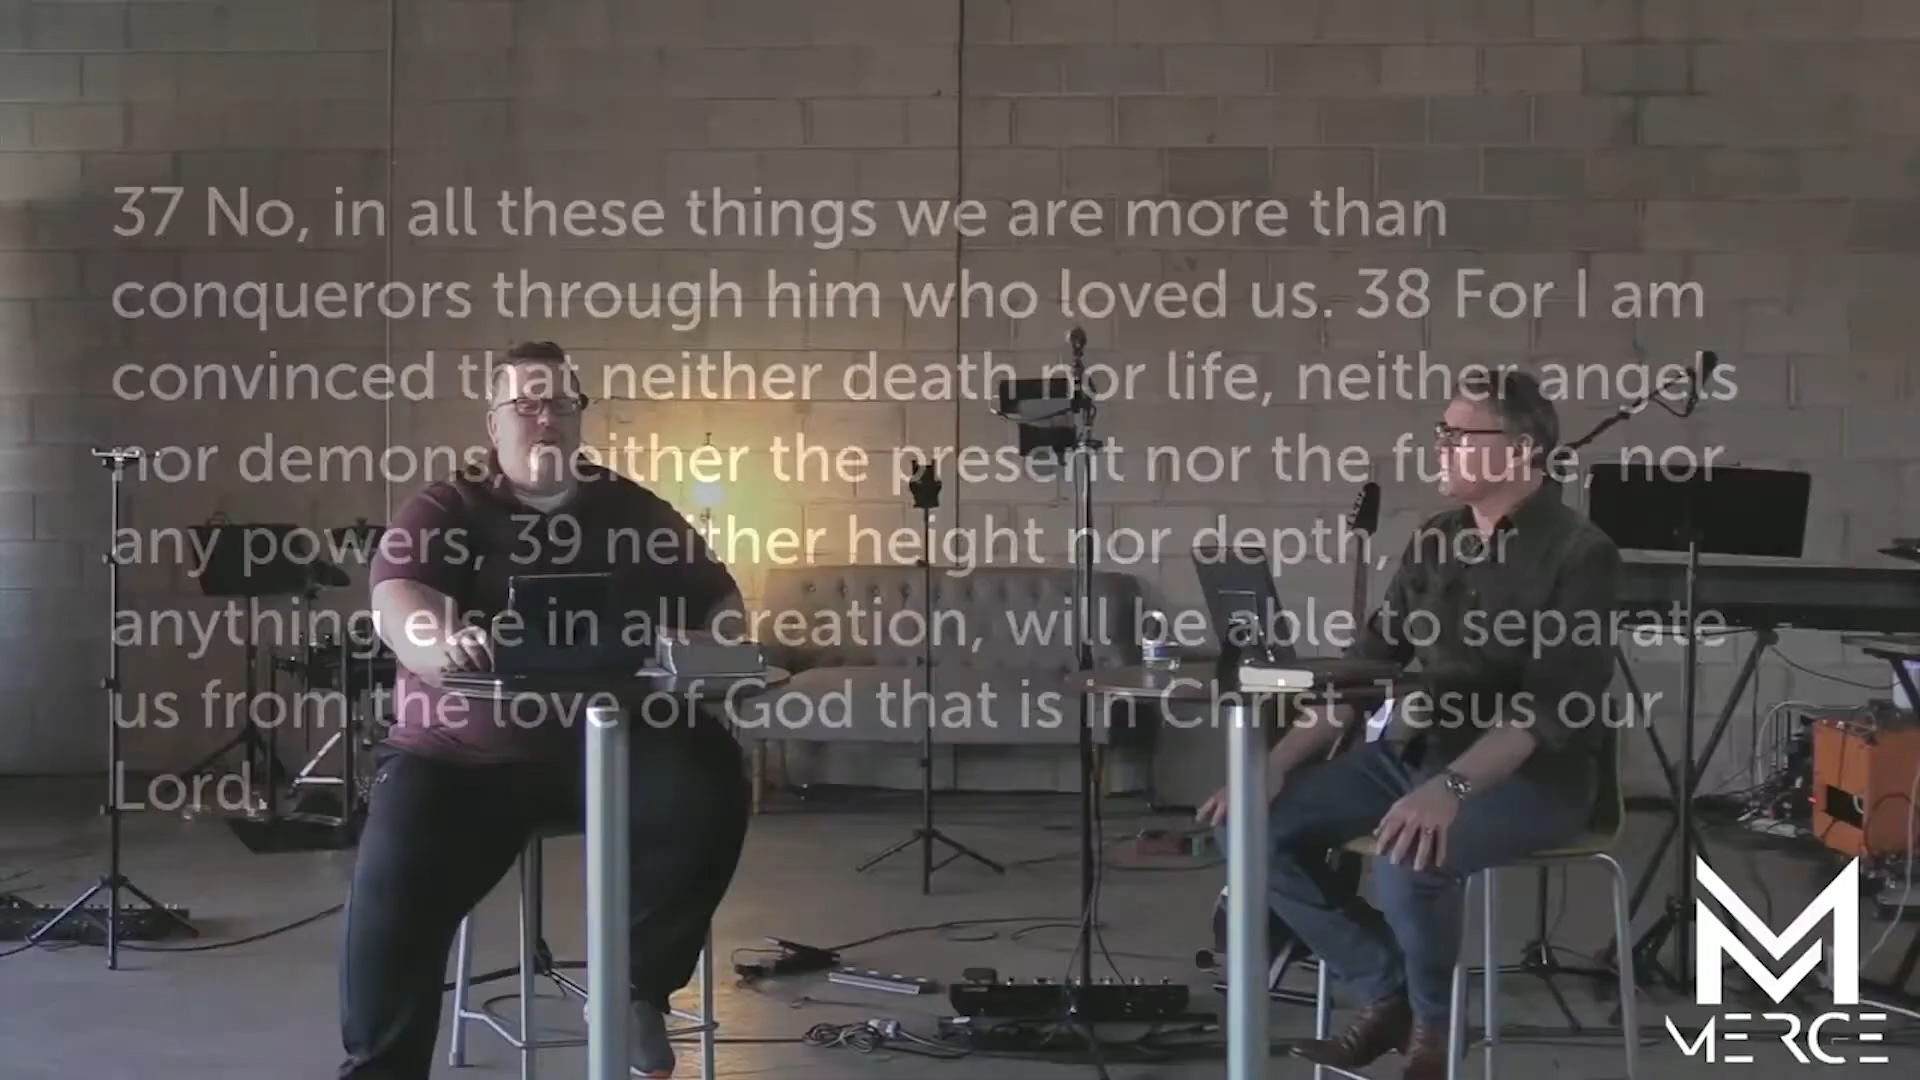 37 No, in all these things we are more than
conquerors through him who loved us. 38 For I am
convinced that neither death nor life, neither angels
nor demons, neither the present nor the future, nor
any powers, 39 neither height nor depth, nor
anything else in all creation, will be able to separate
us from the love of God that is in Christ Jesus our
Lord.
MERGE